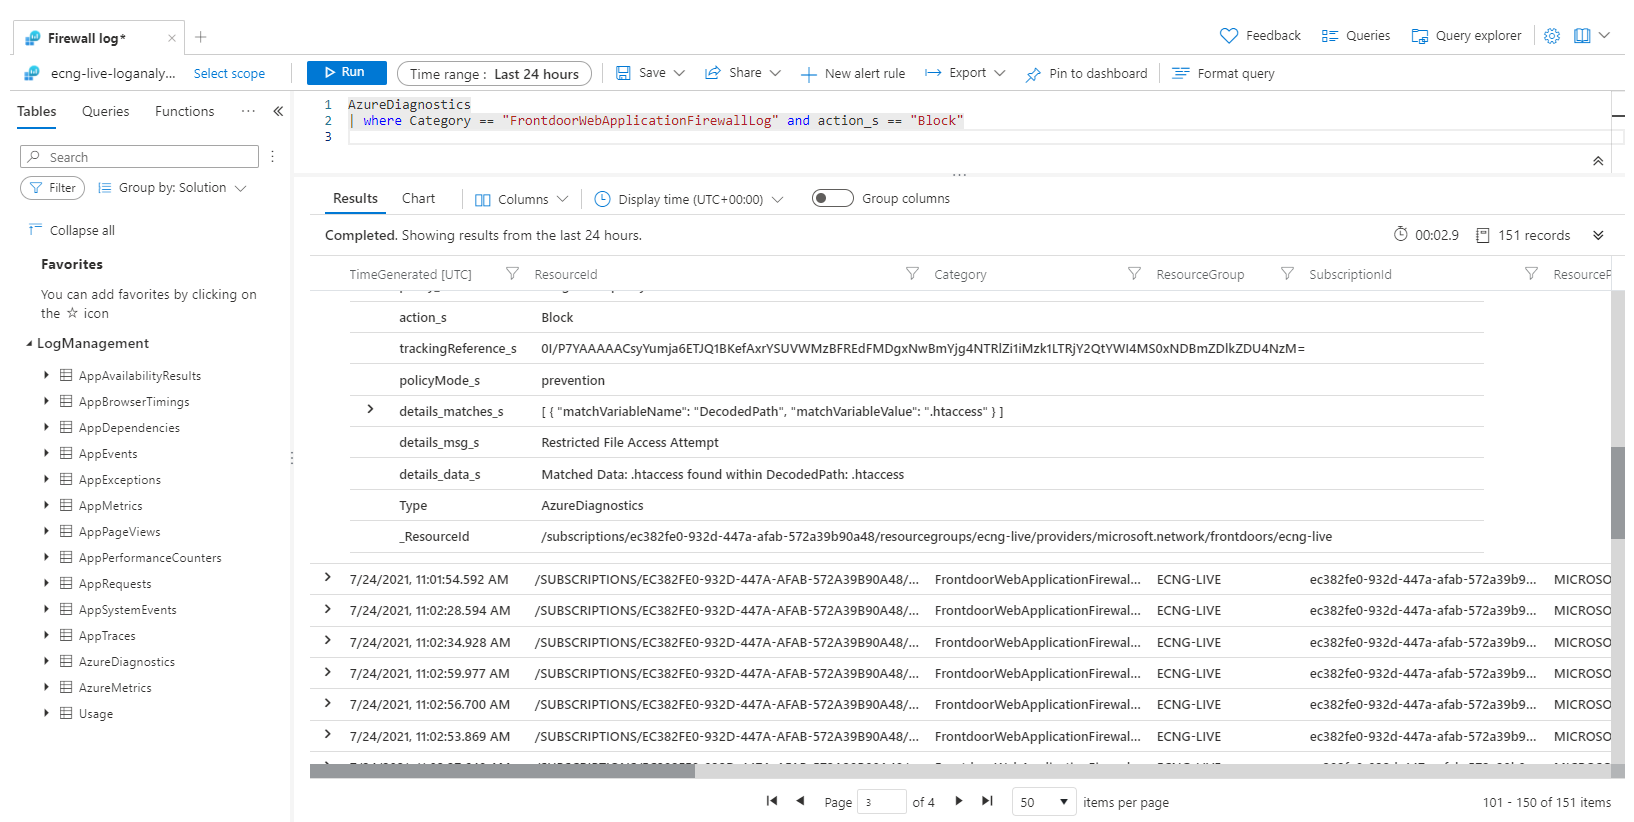 Firewall log*
Feedback
Queries
Query explorer
ecng-live-loganaly...
Select scope
Run
Time range : Last 24 hours
Save
Share
New alert rule
Export
Pin to dashboard
Format query
Tables
Queries
Functions
1 AzureDiagnostics
2 | where Category == "FrontdoorWebApplicationFirewallLog" and action_s == "Block"
3
Search
Filter
Group by: Solution
Collapse all
Favorites
You can add favorites by clicking on
the ☆ icon
LogManagement
AppAvailabilityResults
AppBrowserTimings
AppDependencies
AppEvents
AppExceptions
AppMetrics
AppPageViews
AppPerformanceCounters
AppRequests
AppSystemEvents
AppTraces
AzureDiagnostics
AzureMetrics
Usage
Results
Chart
Columns
Display time (UTC+00:00)
Group columns
Completed. Showing results from the last 24 hours.
00:02.9
151 records
TimeGenerated [UTC] ResourceId Category ResourceGroup SubscriptionId ResourceP
action_s Block
trackingReference_s 0I/P7YAAAAACsyYumja6ETJQ1BKefAxrYSUVWMzBFREdFMDgxNwBmYjg4NTRlZi1iMzk1LTRjY2QtYWI4MS0xNDBmZDlkZDU4NzM=
policyMode_s prevention
details_matches_s [ { "matchVariableName": "DecodedPath", "matchVariableValue": ".htaccess" } ]
details_msg_s Restricted File Access Attempt
details_data_s Matched Data: .htaccess found within DecodedPath: .htaccess
Type AzureDiagnostics
_ResourceId /subscriptions/ec382fe0-932d-447a-afab-572a39b90a48/resourcegroups/ecng-live/providers/microsoft.network/frontdoors/ecng-live
7/24/2021, 11:01:54.592 AM /SUBSCRIPTIONS/EC382FE0-932D-447A-AFAB-572A39B90A48/... FrontdoorWebApplicationFirewal... ECNG-LIVE ec382fe0-932d-447a-afab-572a39b9... MICROSO
7/24/2021, 11:02:28.594 AM /SUBSCRIPTIONS/EC382FE0-932D-447A-AFAB-572A39B90A48/... FrontdoorWebApplicationFirewal... ECNG-LIVE ec382fe0-932d-447a-afab-572a39b9... MICROSO
7/24/2021, 11:02:34.928 AM /SUBSCRIPTIONS/EC382FE0-932D-447A-AFAB-572A39B90A48/... FrontdoorWebApplicationFirewal... ECNG-LIVE ec382fe0-932d-447a-afab-572a39b9... MICROSO
7/24/2021, 11:02:59.977 AM /SUBSCRIPTIONS/EC382FE0-932D-447A-AFAB-572A39B90A48/... FrontdoorWebApplicationFirewal... ECNG-LIVE ec382fe0-932d-447a-afab-572a39b9... MICROSO
7/24/2021, 11:02:56.700 AM /SUBSCRIPTIONS/EC382FE0-932D-447A-AFAB-572A39B90A48/... FrontdoorWebApplicationFirewal... ECNG-LIVE ec382fe0-932d-447a-afab-572a39b9... MICROSO
7/24/2021, 11:02:53.869 AM /SUBSCRIPTIONS/EC382FE0-932D-447A-AFAB-572A39B90A48/... FrontdoorWebApplicationFirewal... ECNG-LIVE ec382fe0-932d-447a-afab-572a39b9... MICROSO
Page 3 of 4
50 items per page
101 - 150 of 151 items